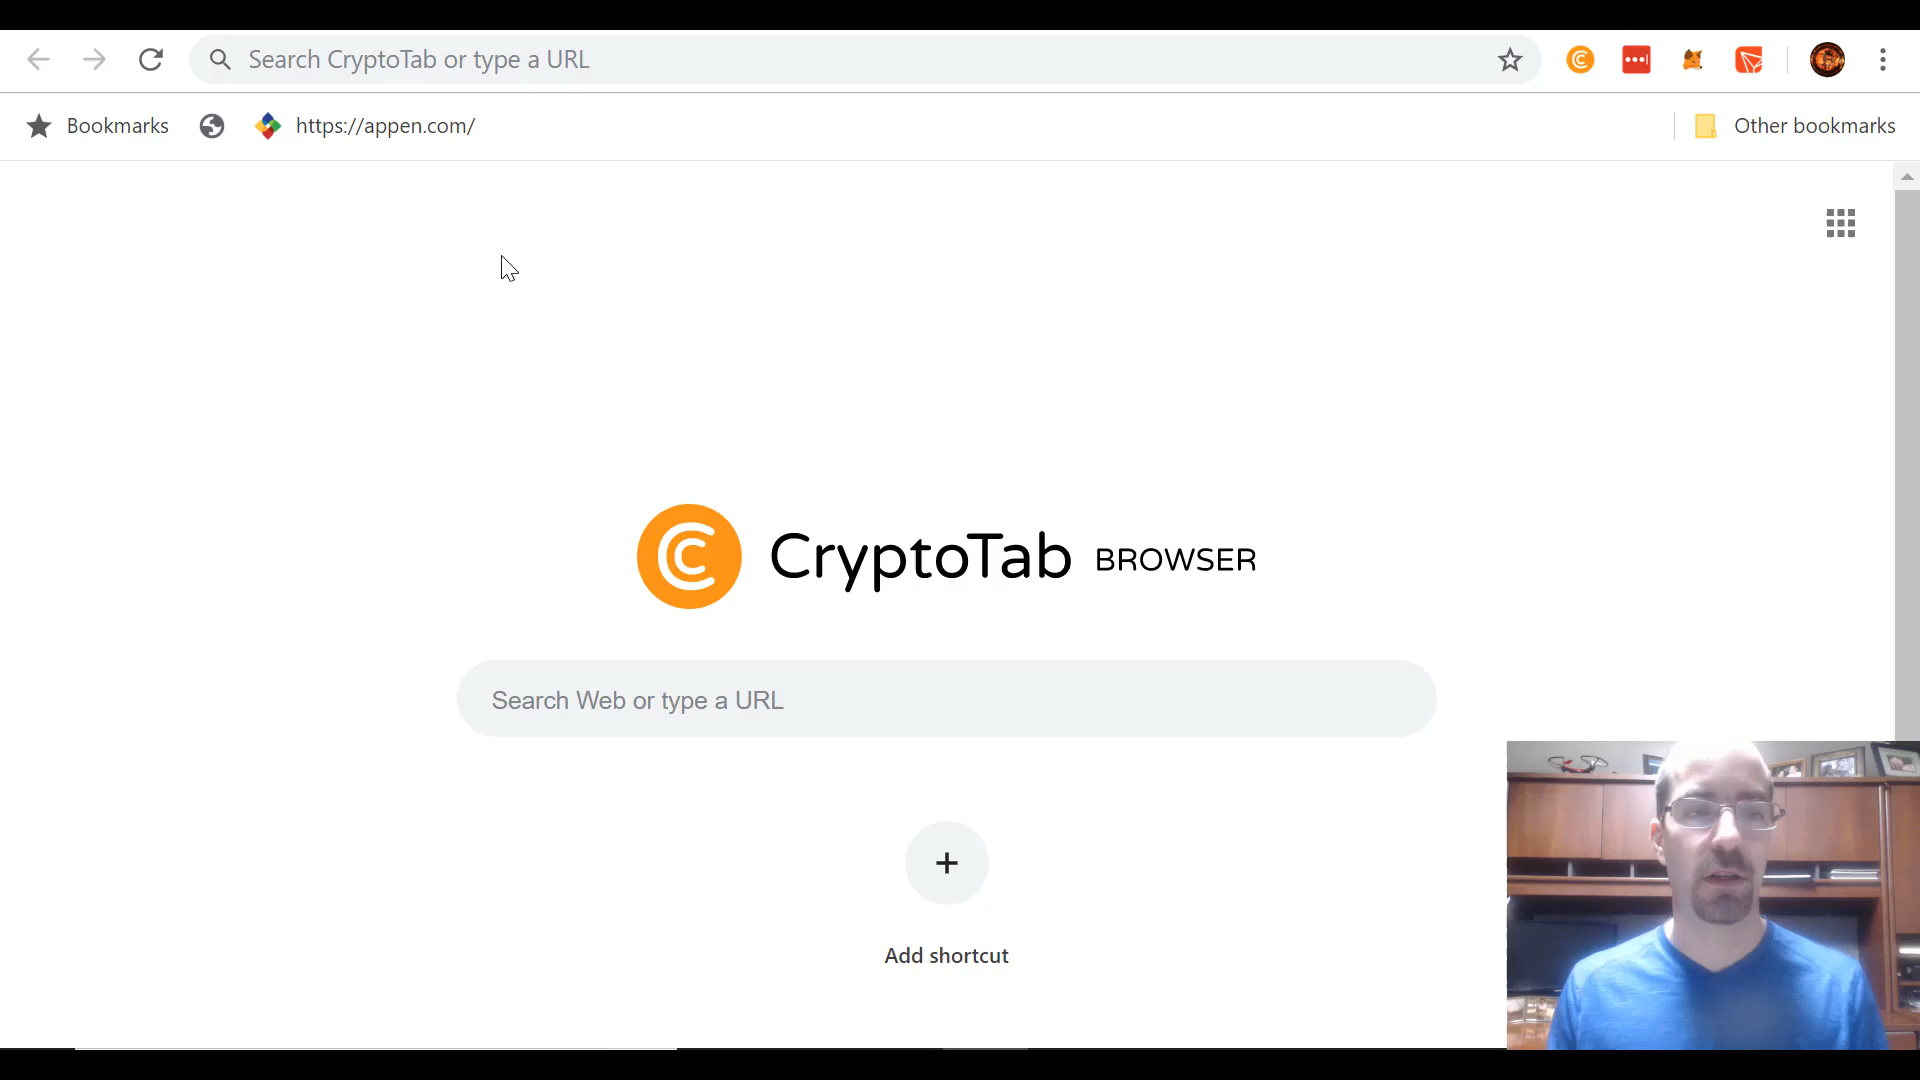 Search CryptoTab or type a URL
Bookmarks
https://appen.com/
Other bookmarks
CryptoTab BROWSER
Search Web or type a URL
Add shortcut